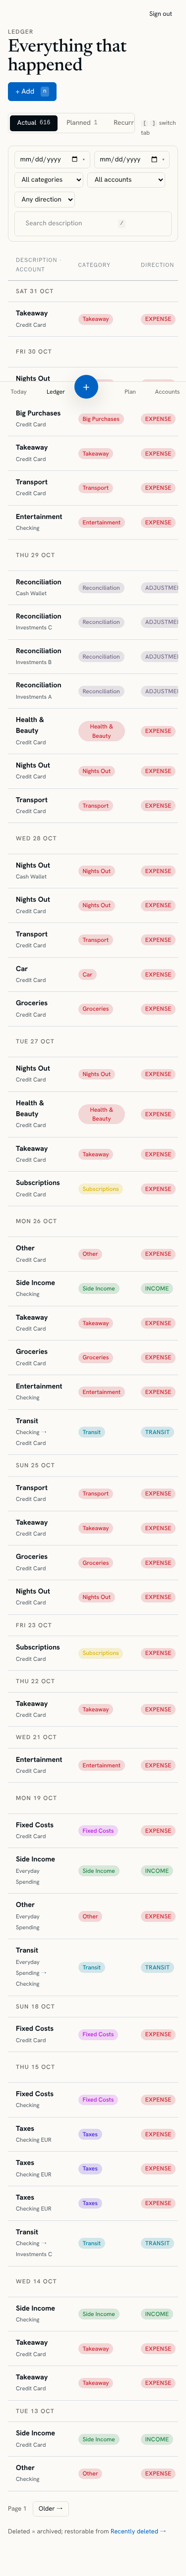 Sign out
LEDGER
Everything that
happened
+ Add n
Actual 616 Planned 1 Recurr [ ] switch
tab
mm/dd/yyyy mm/dd/yyyy
All categories All accounts
Any direction
Search description /
DESCRIPTION CATEGORY DIRECTION
ACCOUNT
SAT 31 OCT
Takeaway Takeaway EXPENSE
Credit Card
FRI 30 OCT
Nights Out
Today Ledger + Plan Accounts
Big Purchases Big Purchases EXPENSE
Credit Card
Takeaway Takeaway EXPENSE
Credit Card
Transport Transport EXPENSE
Credit Card
Entertainment Entertainment EXPENSE
Checking
THU 29 OCT
Reconciliation Reconciliation ADJUSTME
Cash Wallet
Reconciliation Reconciliation ADJUSTME
Investments C
Reconciliation Reconciliation ADJUSTME
Investments B
Reconciliation Reconciliation ADJUSTME
Investments A
Health & Beauty Health & Beauty EXPENSE
Credit Card
Nights Out Nights Out EXPENSE
Credit Card
Transport Transport EXPENSE
Credit Card
WED 28 OCT
Nights Out Nights Out EXPENSE
Cash Wallet
Nights Out Nights Out EXPENSE
Credit Card
Transport Transport EXPENSE
Credit Card
Car Car EXPENSE
Credit Card
Groceries Groceries EXPENSE
Credit Card
TUE 27 OCT
Nights Out Nights Out EXPENSE
Credit Card
Health & Beauty Health & Beauty EXPENSE
Credit Card
Takeaway Takeaway EXPENSE
Credit Card
Subscriptions Subscriptions EXPENSE
Credit Card
MON 26 OCT
Other Other EXPENSE
Credit Card
Side Income Side Income INCOME
Checking
Takeaway Takeaway EXPENSE
Credit Card
Groceries Groceries EXPENSE
Credit Card
Entertainment Entertainment EXPENSE
Checking
Transit Transit TRANSIT
Checking →
Credit Card
SUN 25 OCT
Transport Transport EXPENSE
Credit Card
Takeaway Takeaway EXPENSE
Credit Card
Groceries Groceries EXPENSE
Credit Card
Nights Out Nights Out EXPENSE
Credit Card
FRI 23 OCT
Subscriptions Subscriptions EXPENSE
Credit Card
THU 22 OCT
Takeaway Takeaway EXPENSE
Credit Card
WED 21 OCT
Entertainment Entertainment EXPENSE
Credit Card
MON 19 OCT
Fixed Costs Fixed Costs EXPENSE
Credit Card
Side Income Side Income INCOME
Everyday
Spending
Other Other EXPENSE
Everyday
Spending
Transit Transit TRANSIT
Everyday
Spending →
Checking
SUN 18 OCT
Fixed Costs Fixed Costs EXPENSE
Credit Card
THU 15 OCT
Fixed Costs Fixed Costs EXPENSE
Checking
Taxes Taxes EXPENSE
Checking EUR
Taxes Taxes EXPENSE
Checking EUR
Taxes Taxes EXPENSE
Checking EUR
Transit Transit TRANSIT
Checking →
Investments C
WED 14 OCT
Side Income Side Income INCOME
Checking
Takeaway Takeaway EXPENSE
Credit Card
Takeaway Takeaway EXPENSE
Credit Card
TUE 13 OCT
Side Income Side Income INCOME
Credit Card
Other Other EXPENSE
Checking
Page 1 Older →
Deleted = archived; restorable from Recently deleted →